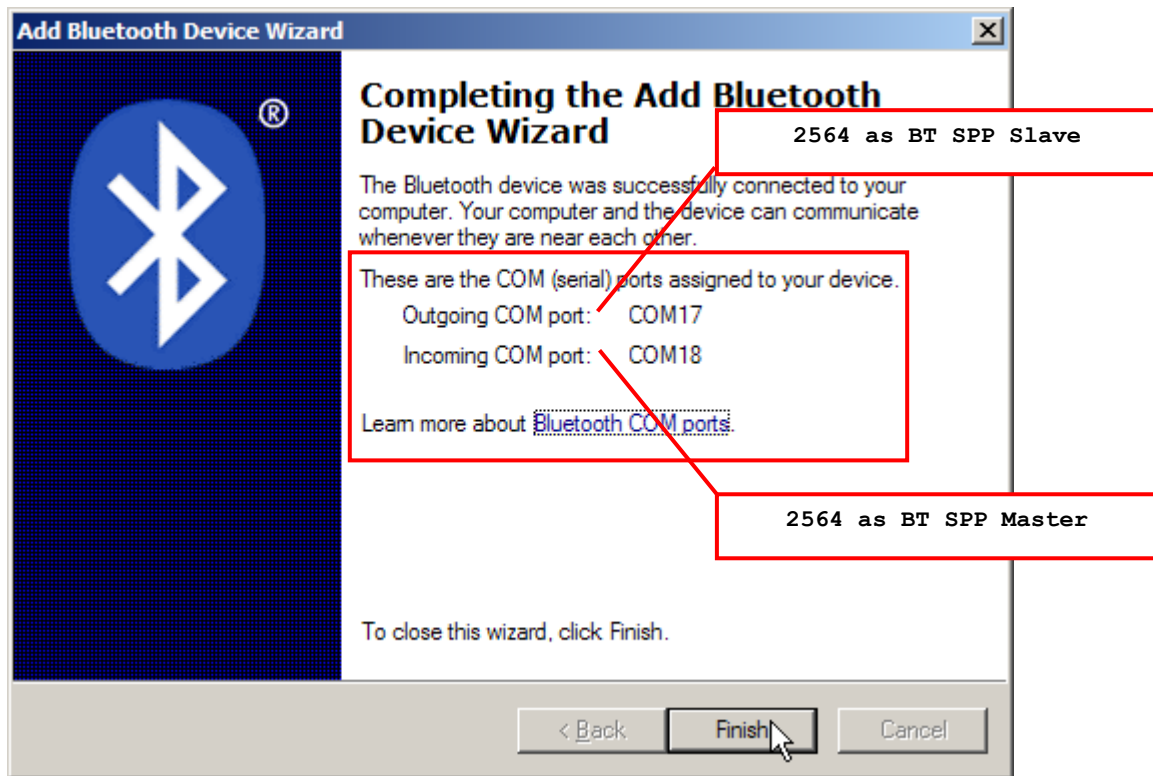 Add Bluetooth Device Wizard
®
Completing the Add Bluetooth
Device Wizard
2564 as BT SPP Slave
The Bluetooth device was successfully connected to your
computer. Your computer and the device can communicate
whenever they are near each other.
These are the COM (serial) ports assigned to your device.
Outgoing COM port: COM17
Incoming COM port: COM18
Learn more about Bluetooth COM ports.
2564 as BT SPP Master
To close this wizard, click Finish.
< Back Finish Cancel